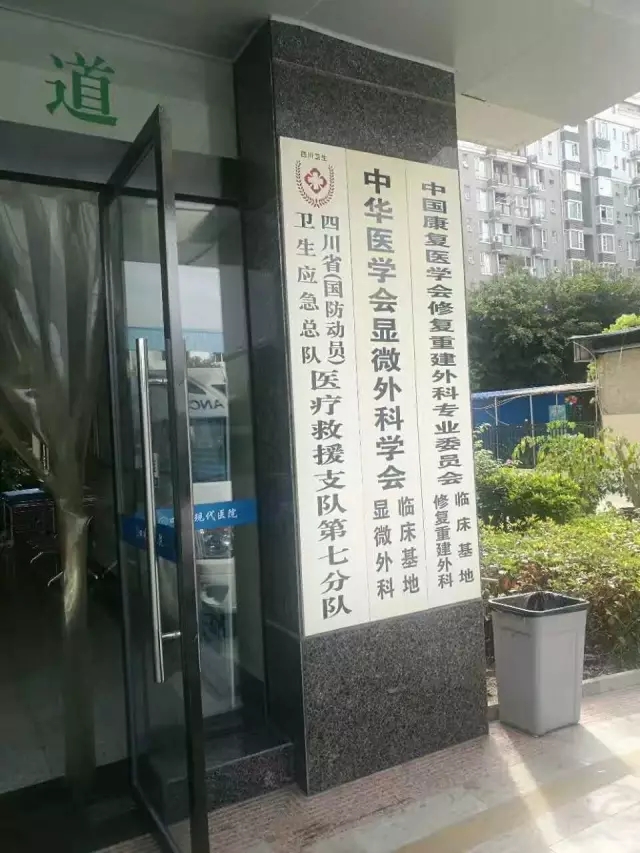 道
四川卫生
四川省(国防动员)
卫生应急总队
医疗救援支队第七分队
中华医学会显微外科学会
临床基地
显微外科
中国康复医学会修复重建外科专业委员会
临床基地
修复重建外科
现代医院